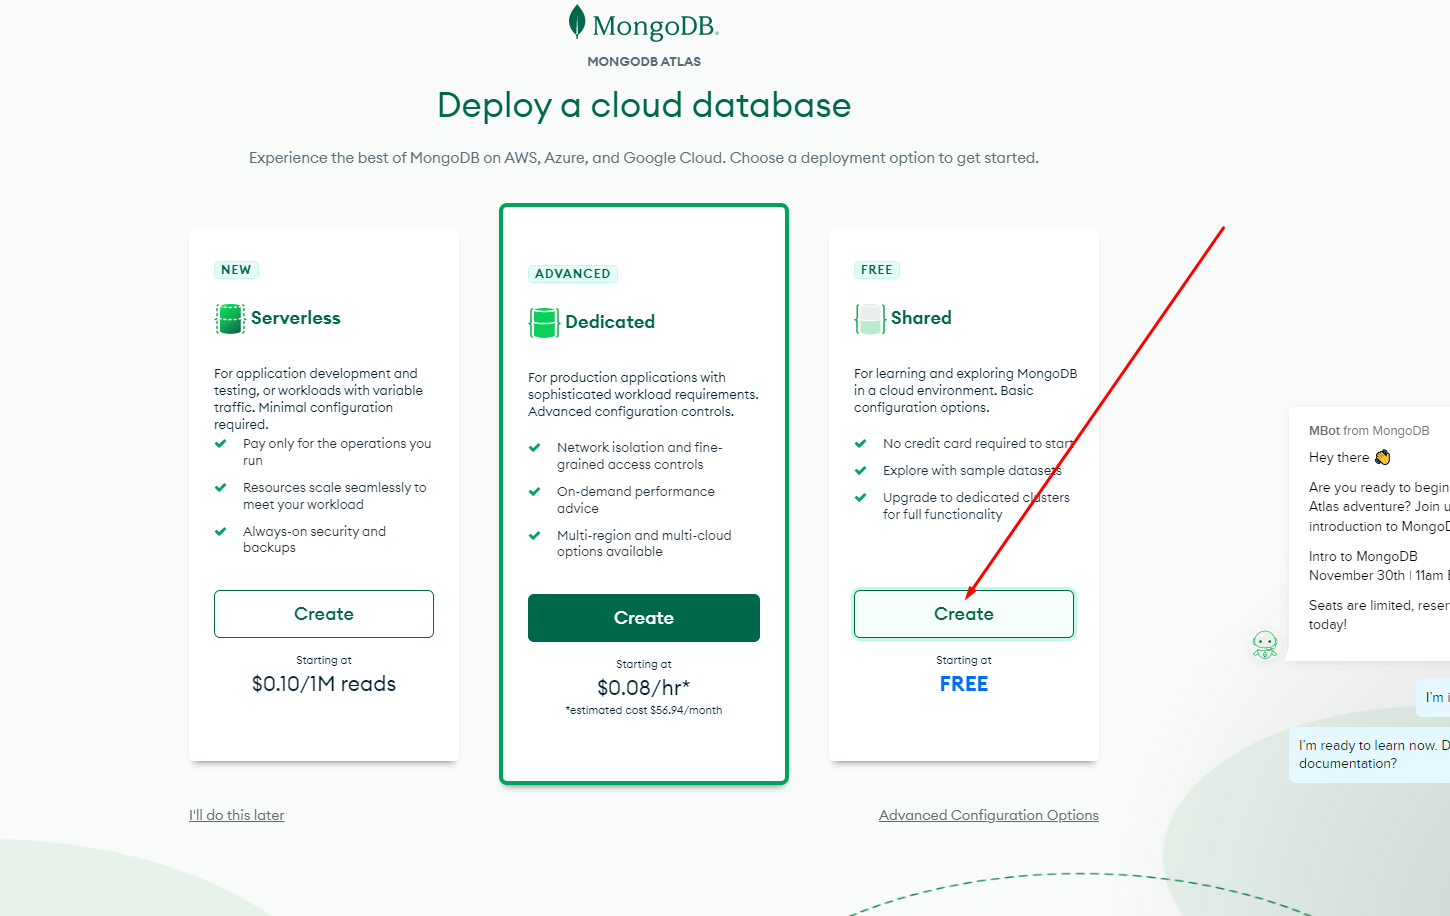 MongoDB.
MONGODB ATLAS
Deploy a cloud database
Experience the best of MongoDB on AWS, Azure, and Google Cloud. Choose a deployment option to get started.
NEW
Serverless
For application development and
testing, or workloads with variable
traffic. Minimal configuration
required.
Pay only for the operations you
run
Resources scale seamlessly to
meet your workload
Always-on security and
backups
Create
Starting at
$0.10/1M reads
ADVANCED
Dedicated
For production applications with
sophisticated workload requirements.
Advanced configuration controls.
Network isolation and fine-
grained access controls
On-demand performance
advice
Multi-region and multi-cloud
options available
Create
Starting at
$0.08/hr*
*estimated cost $56.94/month
FREE
Shared
For learning and exploring MongoDB
in a cloud environment. Basic
configuration options.
No credit card required to start
Explore with sample datasets
Upgrade to dedicated clusters
for full functionality
Create
Starting at
FREE
I'll do this later
Advanced Configuration Options
MBot from MongoDB
Hey there
Are you ready to begin
Atlas adventure? Join
introduction to
Intro to MongoDB
November 30th | 11am
Seats are limited,
today!
I'm
I'm ready to learn now.
documentation?